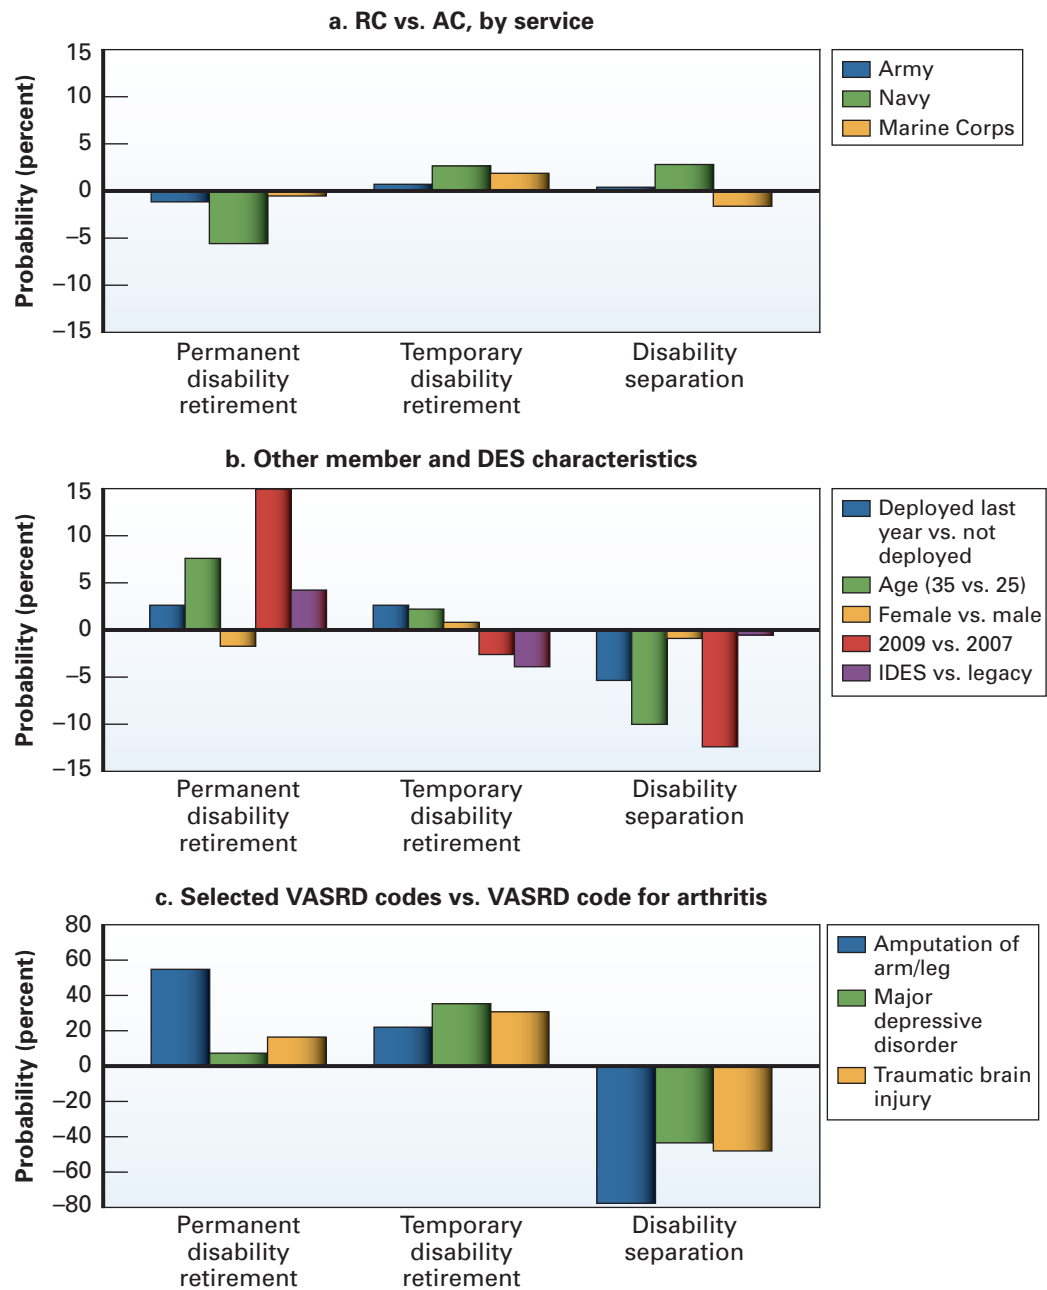 a. RC vs. AC, by service
Probability (percent)
15
10
5
0
–5
–10
–15
Permanent
disability
retirement
Temporary
disability
retirement
Disability
separation
Army
Navy
Marine Corps
b. Other member and DES characteristics
Probability (percent)
15
10
5
0
–5
–10
–15
Permanent
disability
retirement
Temporary
disability
retirement
Disability
separation
Deployed last
year vs. not
deployed
Age (35 vs. 25)
Female vs. male
2009 vs. 2007
IDES vs. legacy
c. Selected VASRD codes vs. VASRD code for arthritis
Probability (percent)
80
60
40
20
0
–20
–40
–60
–80
Permanent
disability
retirement
Temporary
disability
retirement
Disability
separation
Amputation of
arm/leg
Major
depressive
disorder
Traumatic brain
injury